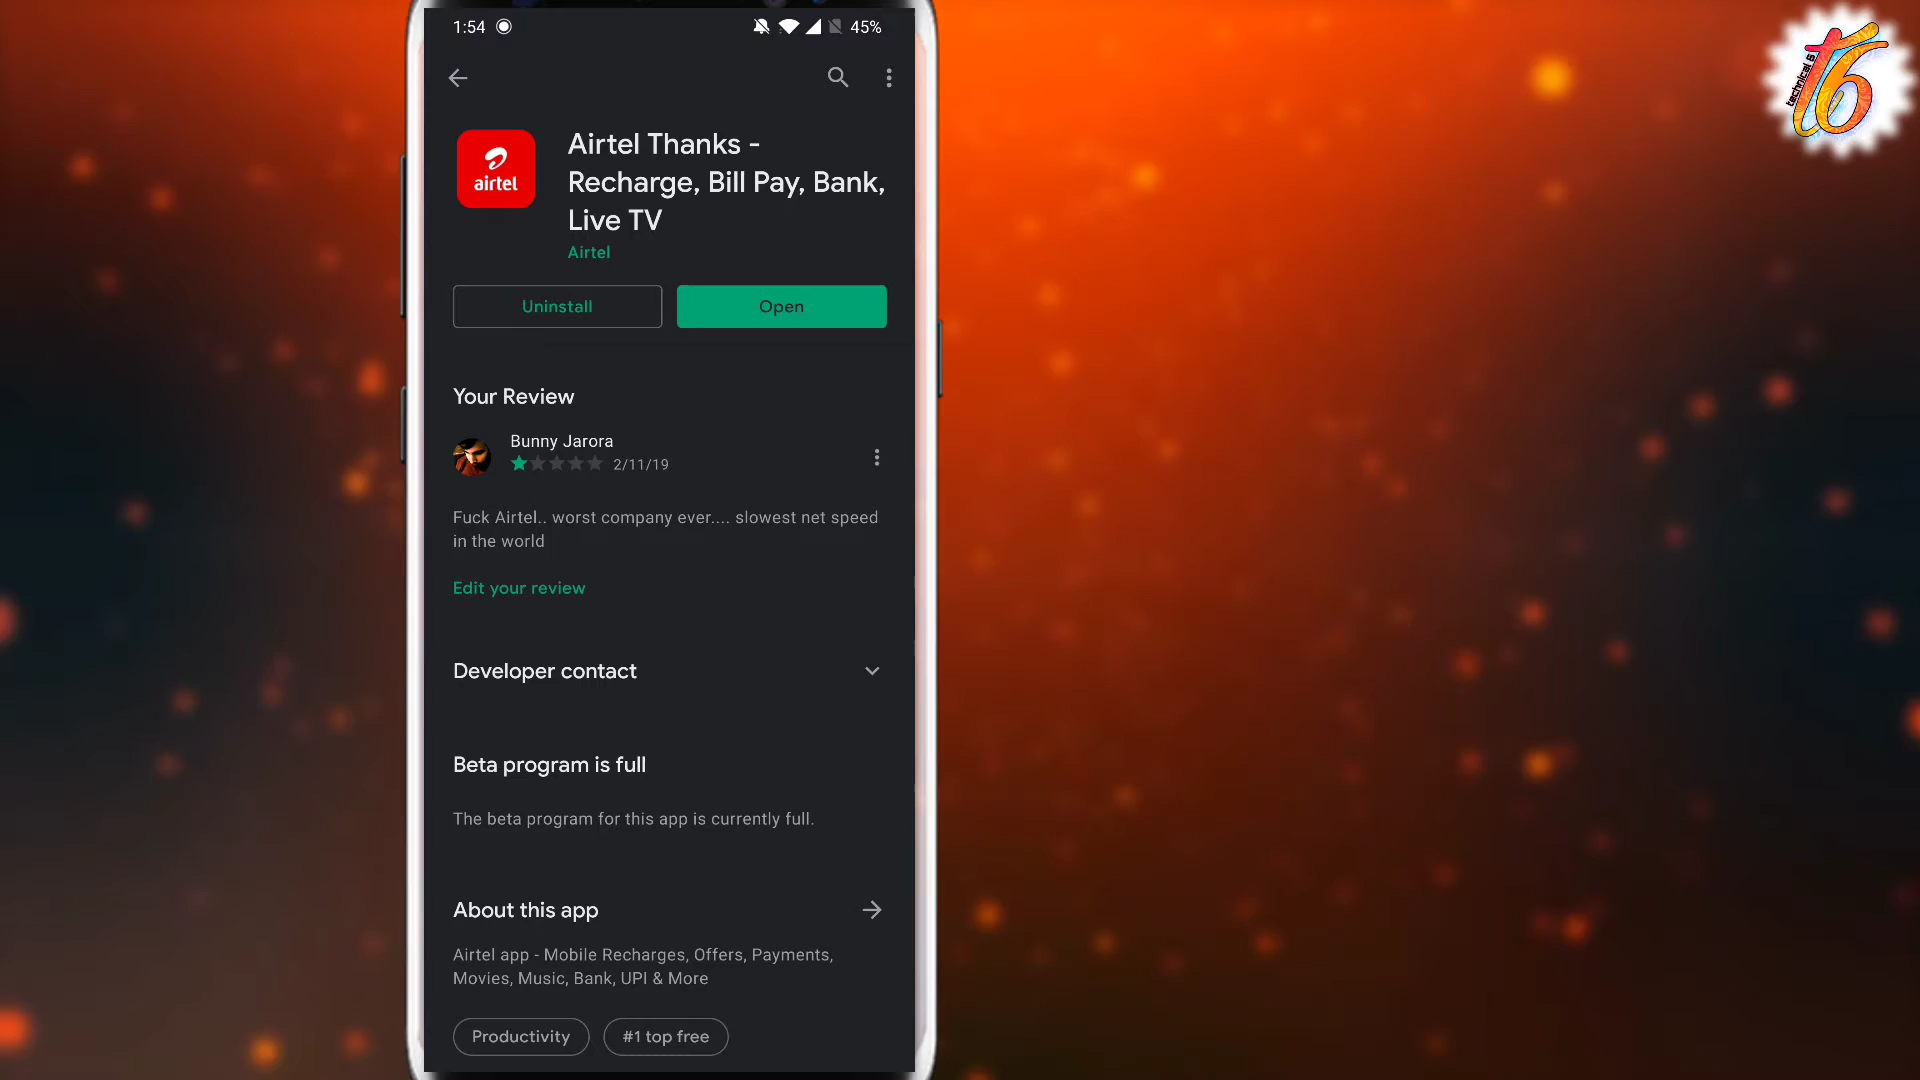 1:54
45%
technical 6
t6
airtel
Airtel Thanks -
Recharge, Bill Pay, Bank,
Live TV
Airtel
Uninstall
Open
Your Review
Bunny Jarora
2/11/19
Fuck Airtel.. worst company ever.... slowest net speed
in the world
Edit your review
Developer contact
Beta program is full
The beta program for this app is currently full.
About this app
Airtel app - Mobile Recharges, Offers, Payments,
Movies, Music, Bank, UPI & More
Productivity
#1 top free